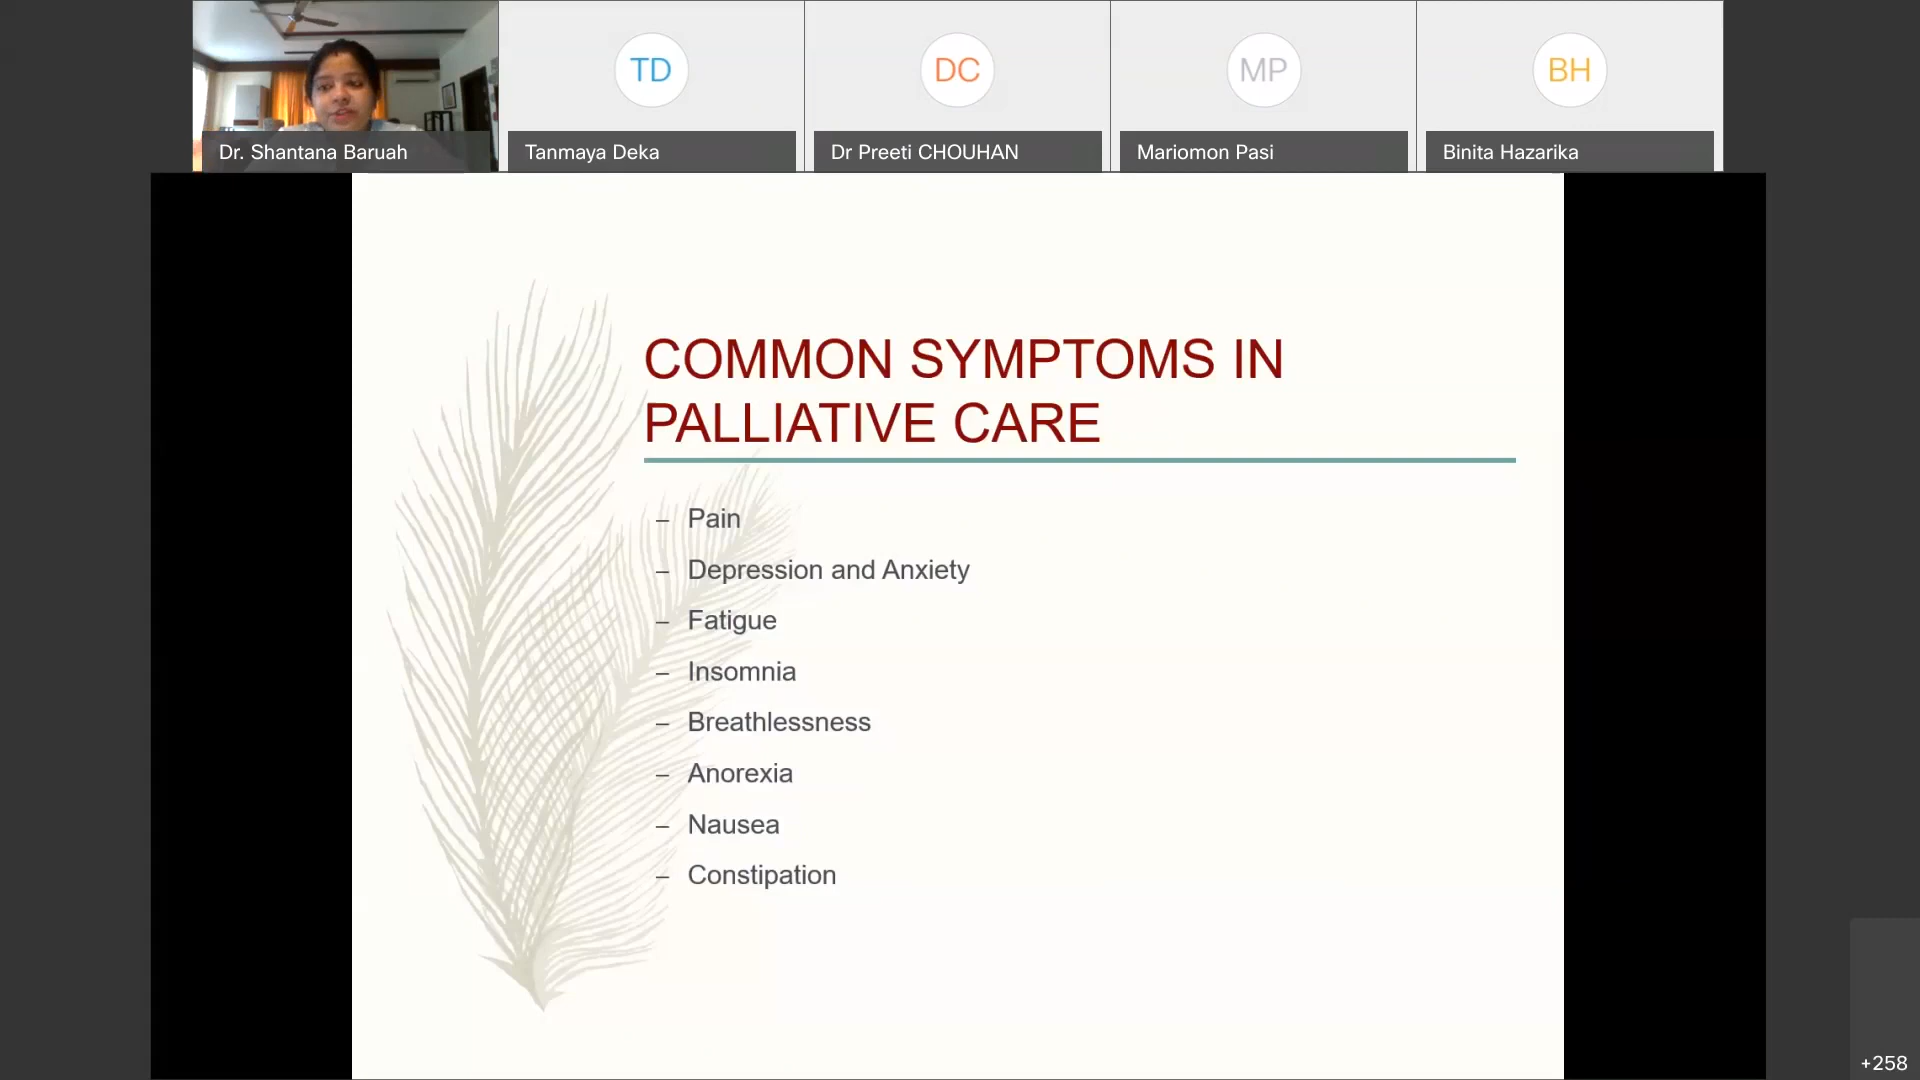 TD
DC
MP
BH
Dr. Shantana Baruah
Tanmaya Deka
Dr Preeti CHOUHAN
Mariomon Pasi
Binita Hazarika
COMMON SYMPTOMS IN
PALLIATIVE CARE
– Pain
– Depression and Anxiety
– Fatigue
– Insomnia
– Breathlessness
– Anorexia
– Nausea
– Constipation
+258